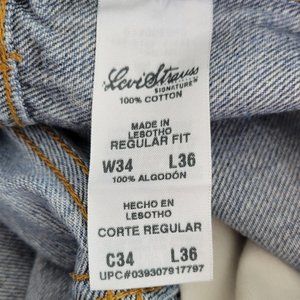 Levi Strauss
SIGNATURE
100% COTTON
MADE IN
LESOTHO
REGULAR FIT
W34 L36
100% ALGODÓN
HECHO EN
LESOTHO
CORTE REGULAR
C34 L36
UPC#039307917797